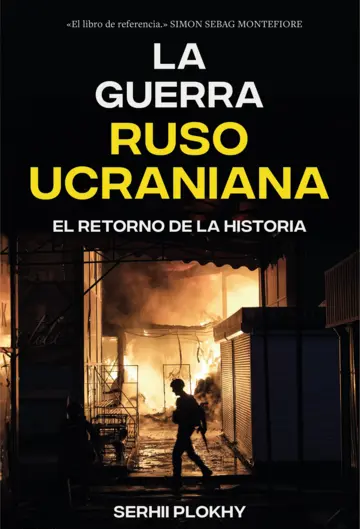 «El libro de referencia.» SIMON SEBAG MONTEFIORE
LA
GUERRA
RUSO
UCRANIANA
EL RETORNO DE LA HISTORIA
SERHII PLOKHY